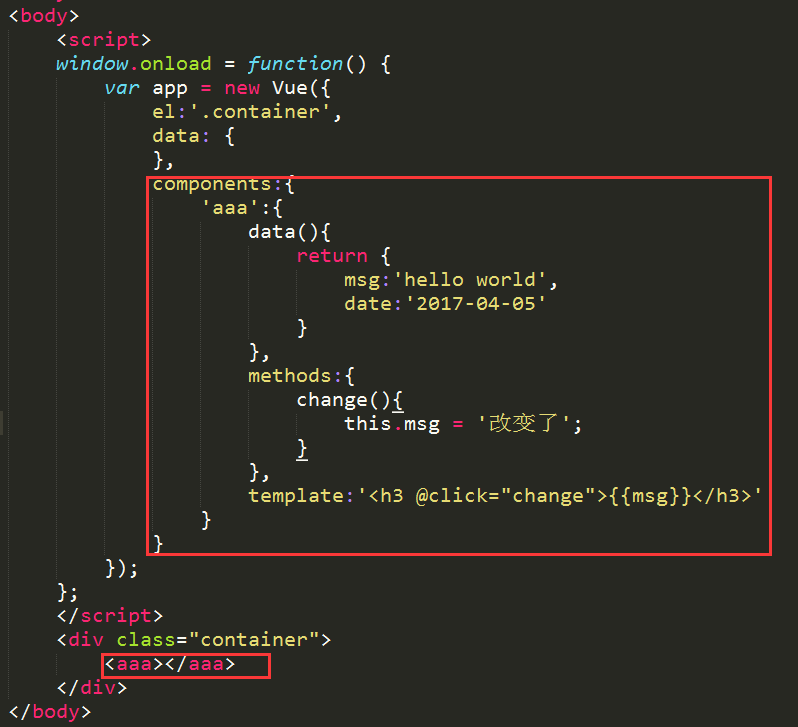 <body>
<script>
window.onload = function() {
var app = new Vue({
el:'.container',
data: {
},
components:{
'aaa':{
data(){
return {
msg:'hello world',
date:'2017-04-05'
}
},
methods:{
change(){
this.msg = '改变了';
}
},
template:'<h3 @click="change">{{msg}}</h3>'
}
}
});
};
</script>
<div class="container">
<aaa></aaa>
</div>
</body>